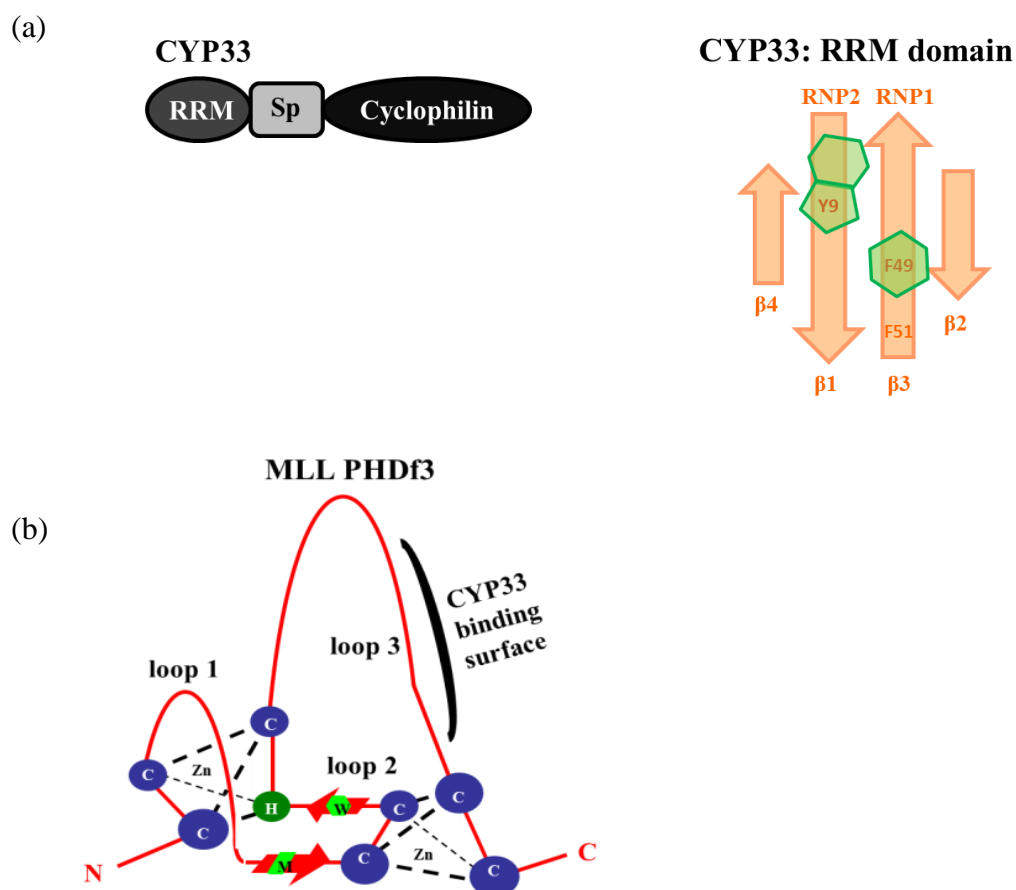 (a)
CYP33
RRM Sp Cyclophilin
CYP33: RRM domain
RNP2 RNP1
Y9
F49
F51
β4
β2
β1
β3
(b)
MLL PHDf3
CYP33
binding
surface
loop 3
loop 1
C
Zn
C
loop 2
H W C C
C
M C Zn
C
N
C